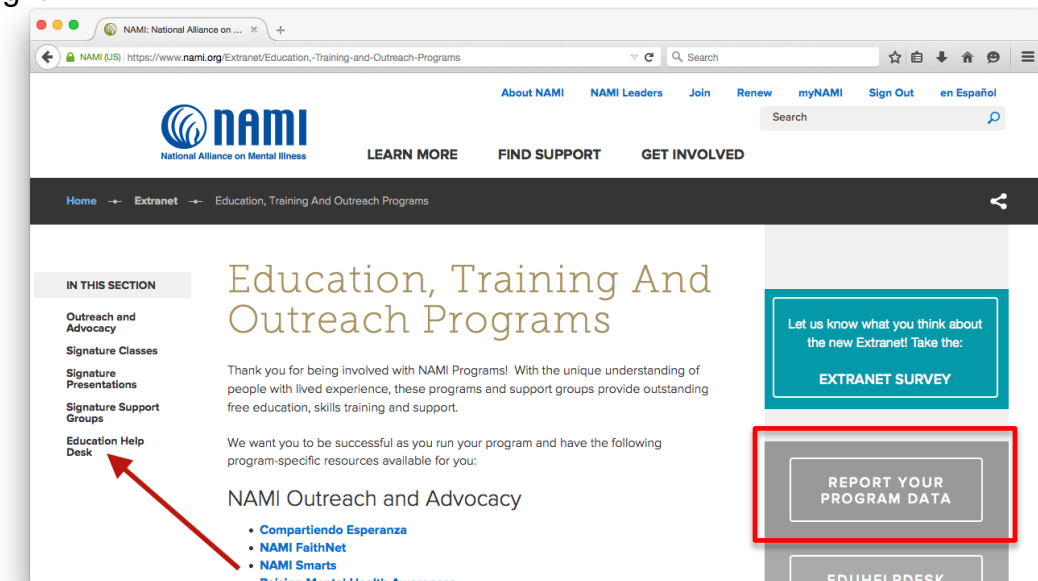 g
NAMI: National Alliance on ... × +
NAMI (US) https://www.nami.org/Extranet/Education,-Training-and-Outreach-Programs
Search
About NAMI NAMI Leaders Join Renew myNAMI Sign Out en Español
Search
nami
National Alliance on Mental Illness
LEARN MORE FIND SUPPORT GET INVOLVED
Home Extranet Education, Training And Outreach Programs
IN THIS SECTION
Outreach and
Advocacy
Signature Classes
Signature
Presentations
Signature Support
Groups
Education Help
Desk
Education, Training And
Outreach Programs
Thank you for being involved with NAMI Programs! With the unique understanding of
people with lived experience, these programs and support groups provide outstanding
free education, skills training and support.
We want you to be successful as you run your program and have the following
program-specific resources available for you:
NAMI Outreach and Advocacy
• Compartiendo Esperanza
• NAMI FaithNet
• NAMI Smarts
• Raising Mental Health Awareness
Let us know what you think about
the new Extranet! Take the:
EXTRANET SURVEY
REPORT YOUR
PROGRAM DATA
EDUHELPDESK